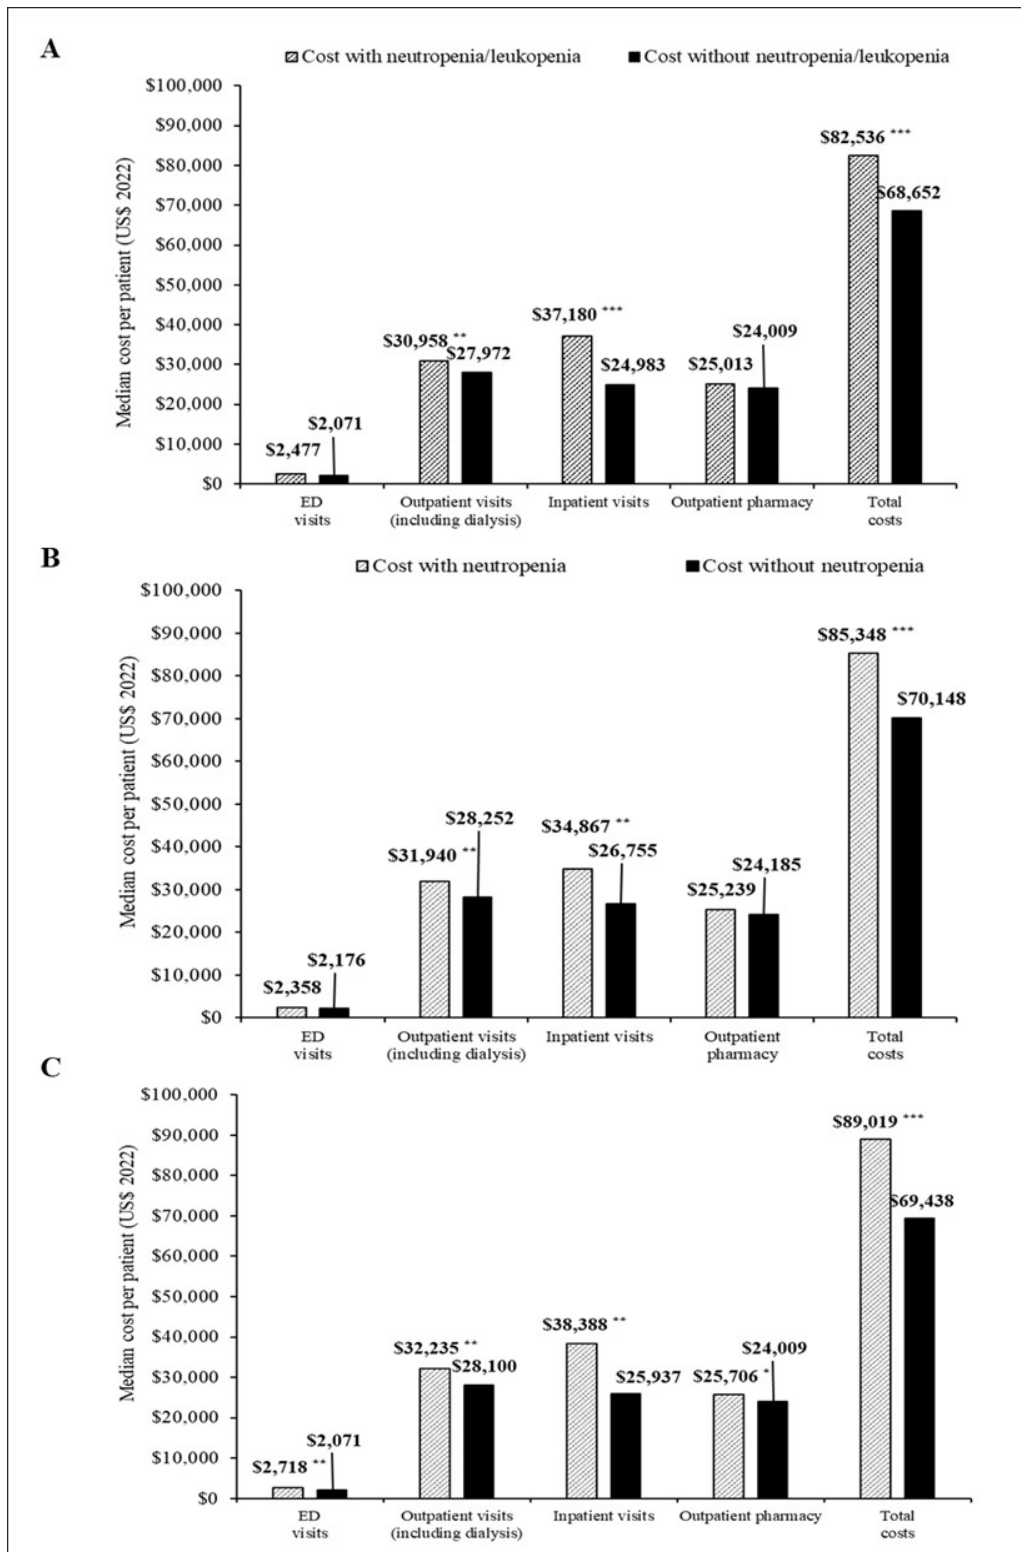 A
Cost with neutropenia/leukopenia
Cost without neutropenia/leukopenia
Median cost per patient (US$ 2022)
$100,000
$90,000
$80,000
$70,000
$60,000
$50,000
$40,000
$30,000
$20,000
$10,000
$0
$2,477
$2,071
$30,958 **
$27,972
$37,180 ***
$24,983
$25,013
$24,009
$82,536 ***
$68,652
ED
visits
Outpatient visits
(including dialysis)
Inpatient visits
Outpatient pharmacy
Total
costs
B
Cost with neutropenia
Cost without neutropenia
Median cost per patient (US$ 2022)
$100,000
$90,000
$80,000
$70,000
$60,000
$50,000
$40,000
$30,000
$20,000
$10,000
$0
$2,358
$2,176
$31,940 **
$28,252
$34,867 **
$26,755
$25,239
$24,185
$85,348 ***
$70,148
ED
visits
Outpatient visits
(including dialysis)
Inpatient visits
Outpatient
pharmacy
Total
costs
C
Median cost per patient (US$ 2022)
$100,000
$90,000
$80,000
$70,000
$60,000
$50,000
$40,000
$30,000
$20,000
$10,000
$0
$2,718 **
$2,071
$32,235 **
$28,100
$38,388 **
$25,937
$25,706 *
$24,009
$89,019 ***
$69,438
ED
visits
Outpatient visits
(including dialysis)
Inpatient visits
Outpatient pharmacy
Total
costs